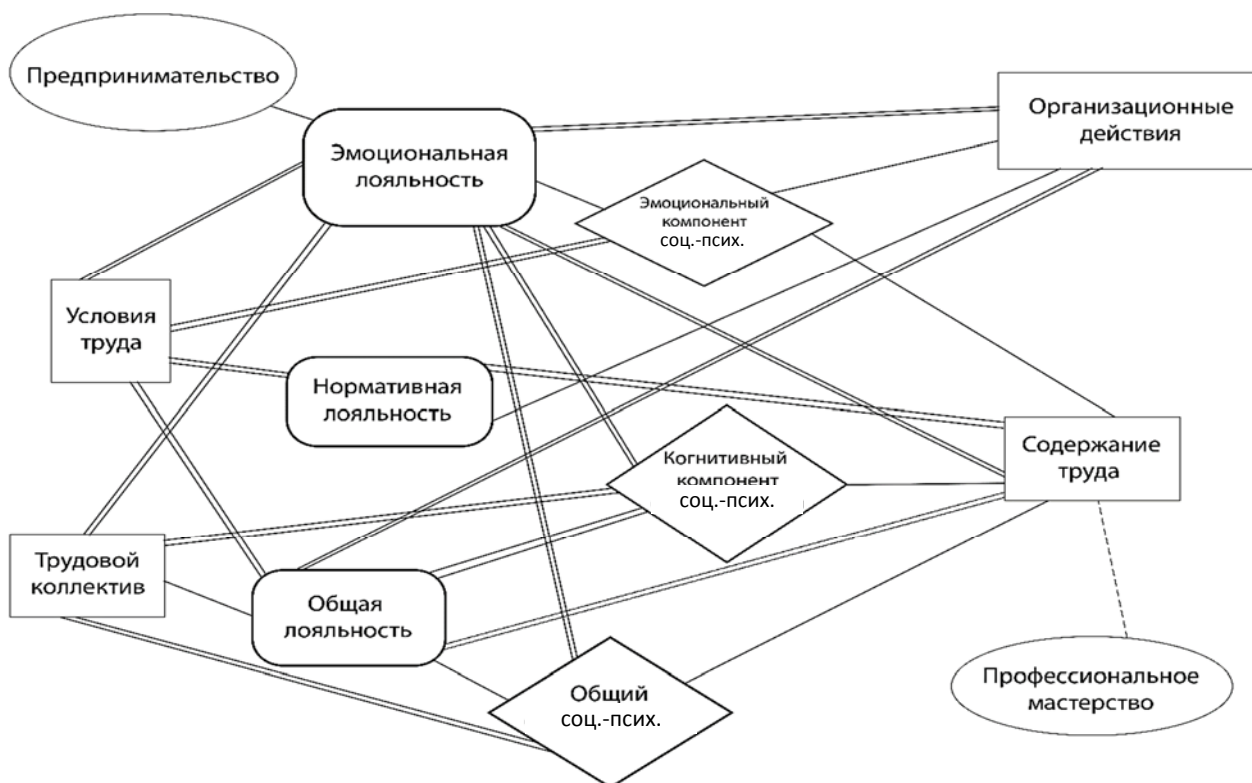 Предпринимательство
Организационные
действия
Эмоциональная
лояльность
Эмоциональный
компонент
соц.-псих.
Условия
труда
Нормативная
лояльность
Содержание
труда
Когнитивный
компонент
соц.-псих.
Трудовой
коллектив
Общая
лояльность
Общий
соц.-псих.
Профессиональное
мастерство